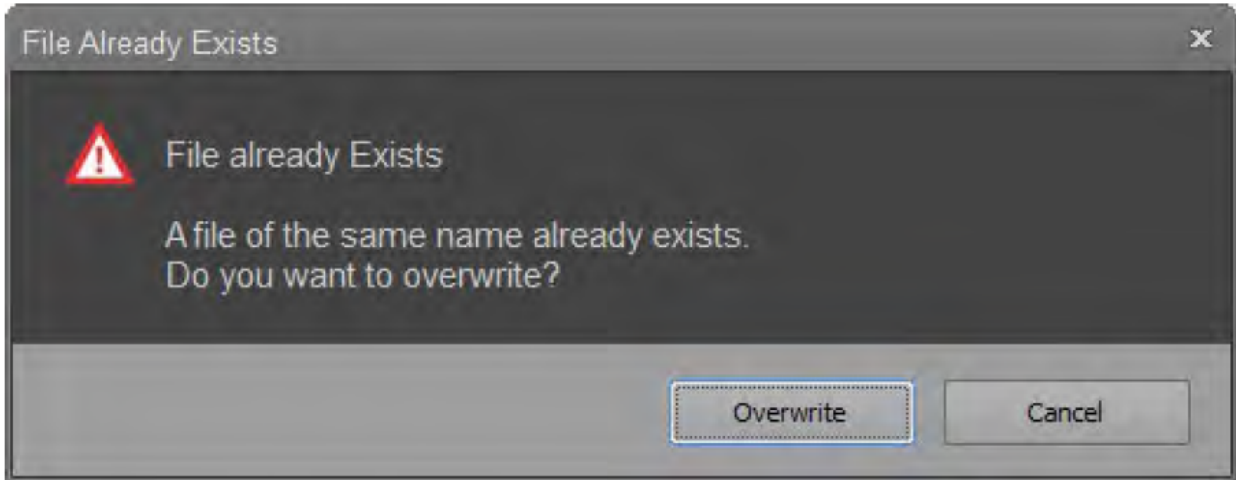 File Already Exists
File already Exists
A file of the same name already exists.
Do you want to overwrite?
Overwrite Cancel